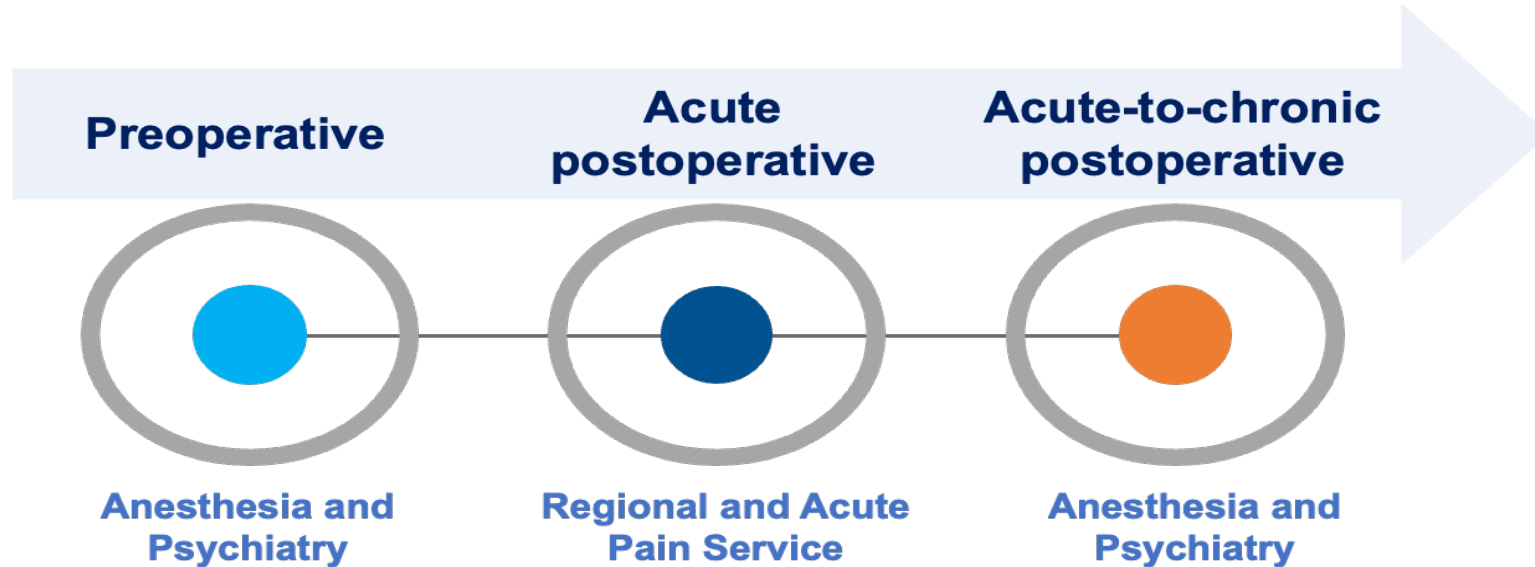 Preoperative
Acute
postoperative
Acute-to-chronic
postoperative
Anesthesia and
Psychiatry
Regional and Acute
Pain Service
Anesthesia and
Psychiatry